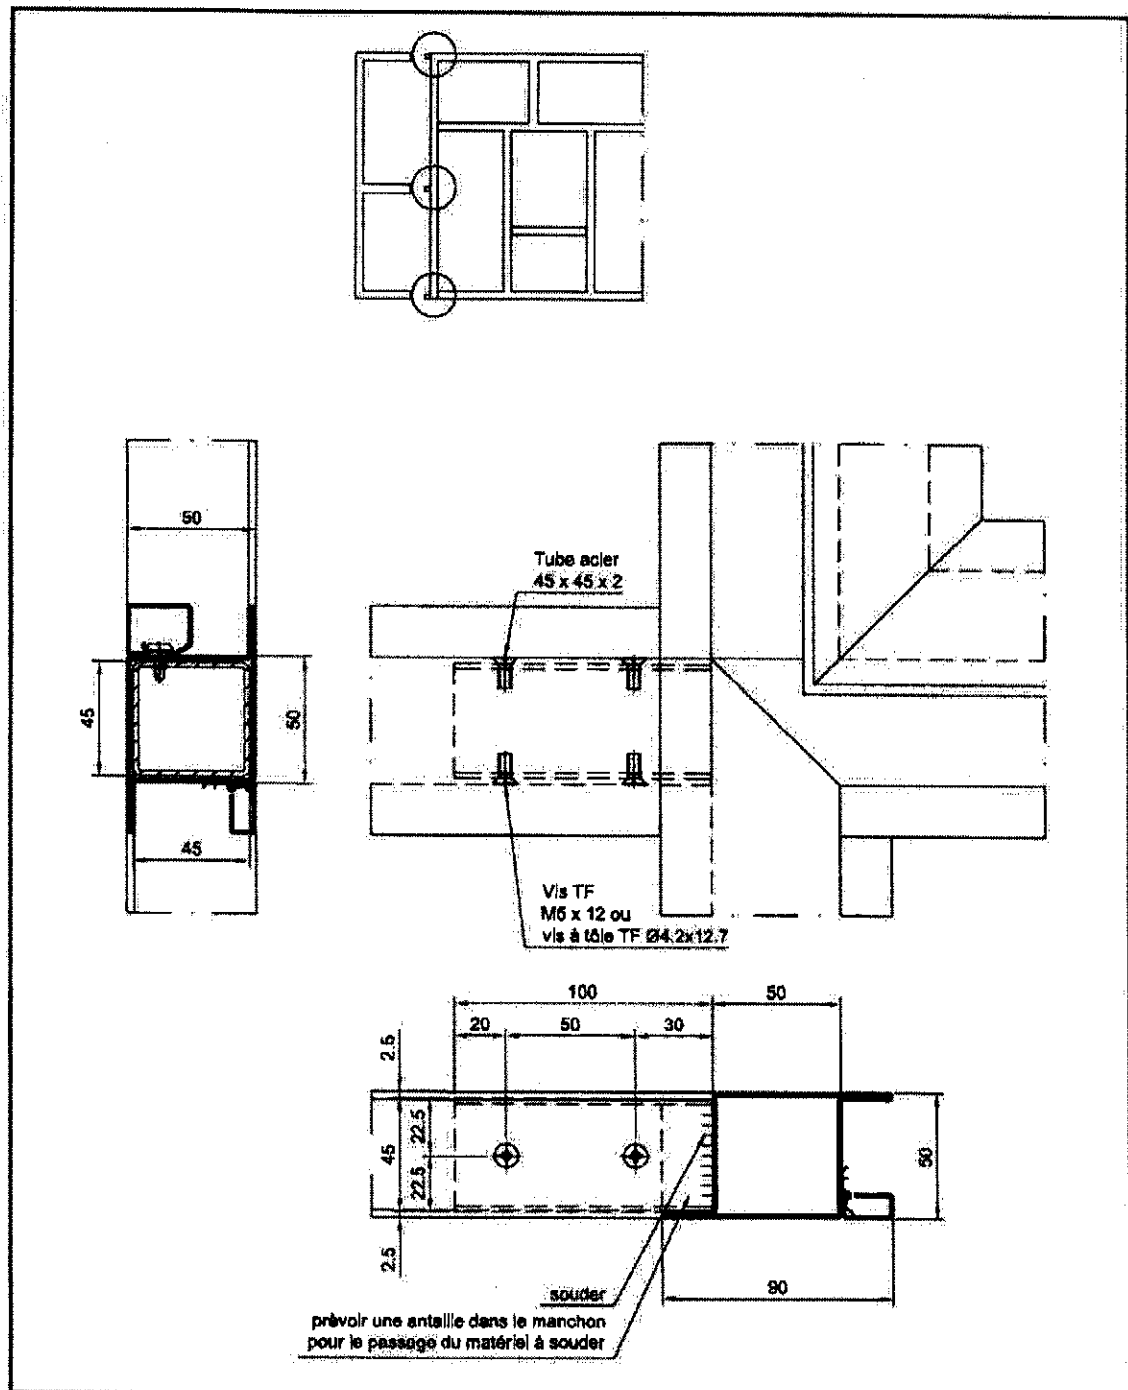 50
Tube acier
45 x 45 x 2
45
50
45
Vis TF
M5 x 12 ou
vis à tôle TF Ø4.2x12.7
100
50
20
50
30
2.5
22.5
45
22.5
50
2.5
souder
90
prévoir une antaille dans le manchon
pour le passage du matériel à souder